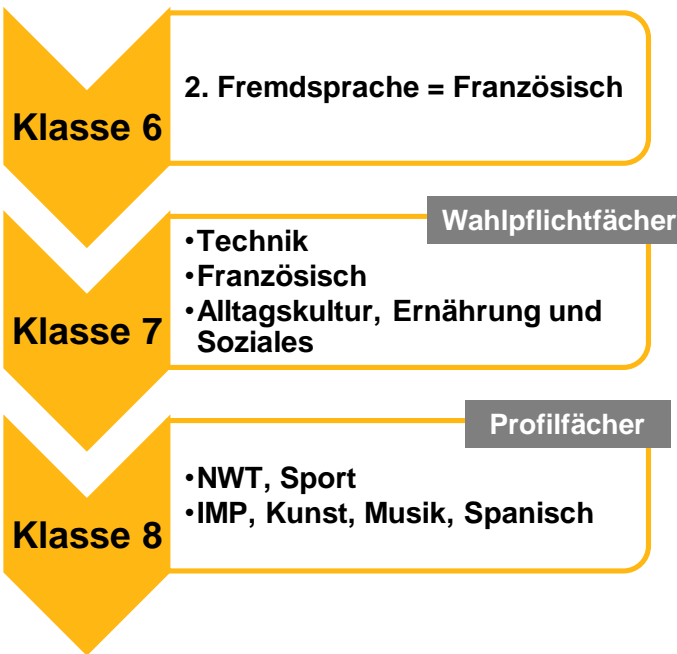 Klasse 6
2. Fremdsprache = Französisch
Wahlpflichtfächer
Klasse 7
•Technik
•Französisch
•Alltagskultur, Ernährung und
Soziales
Profilfächer
Klasse 8
•NWT, Sport
•IMP, Kunst, Musik, Spanisch